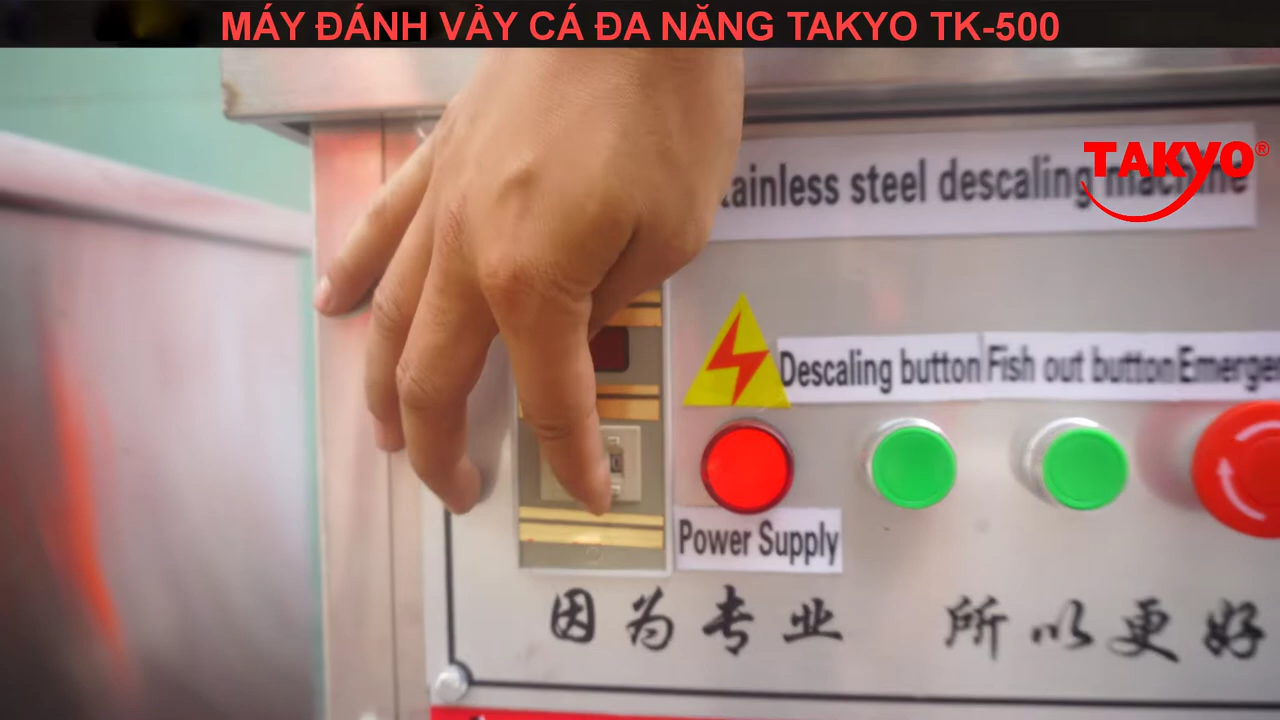 MÁY ĐÁNH VẢY CÁ ĐA NĂNG TAKYO TK-500
TAKYO®
tainless steel descaling machine
Descaling button Fish out button Emerge
Power Supply
因为专业 所以更好